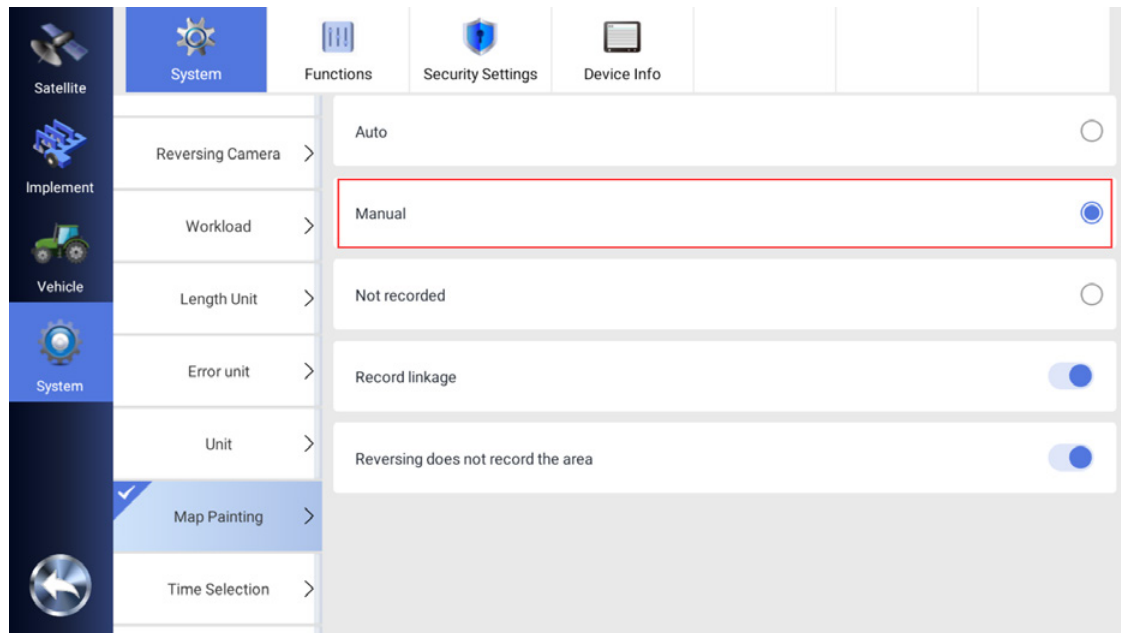 Satellite
Implement
Vehicle
System
System
Functions
Security Settings
Device Info
Reversing Camera
Workload
Length Unit
Error unit
Unit
Map Painting
Time Selection
Auto
Manual
Not recorded
Record linkage
Reversing does not record the area